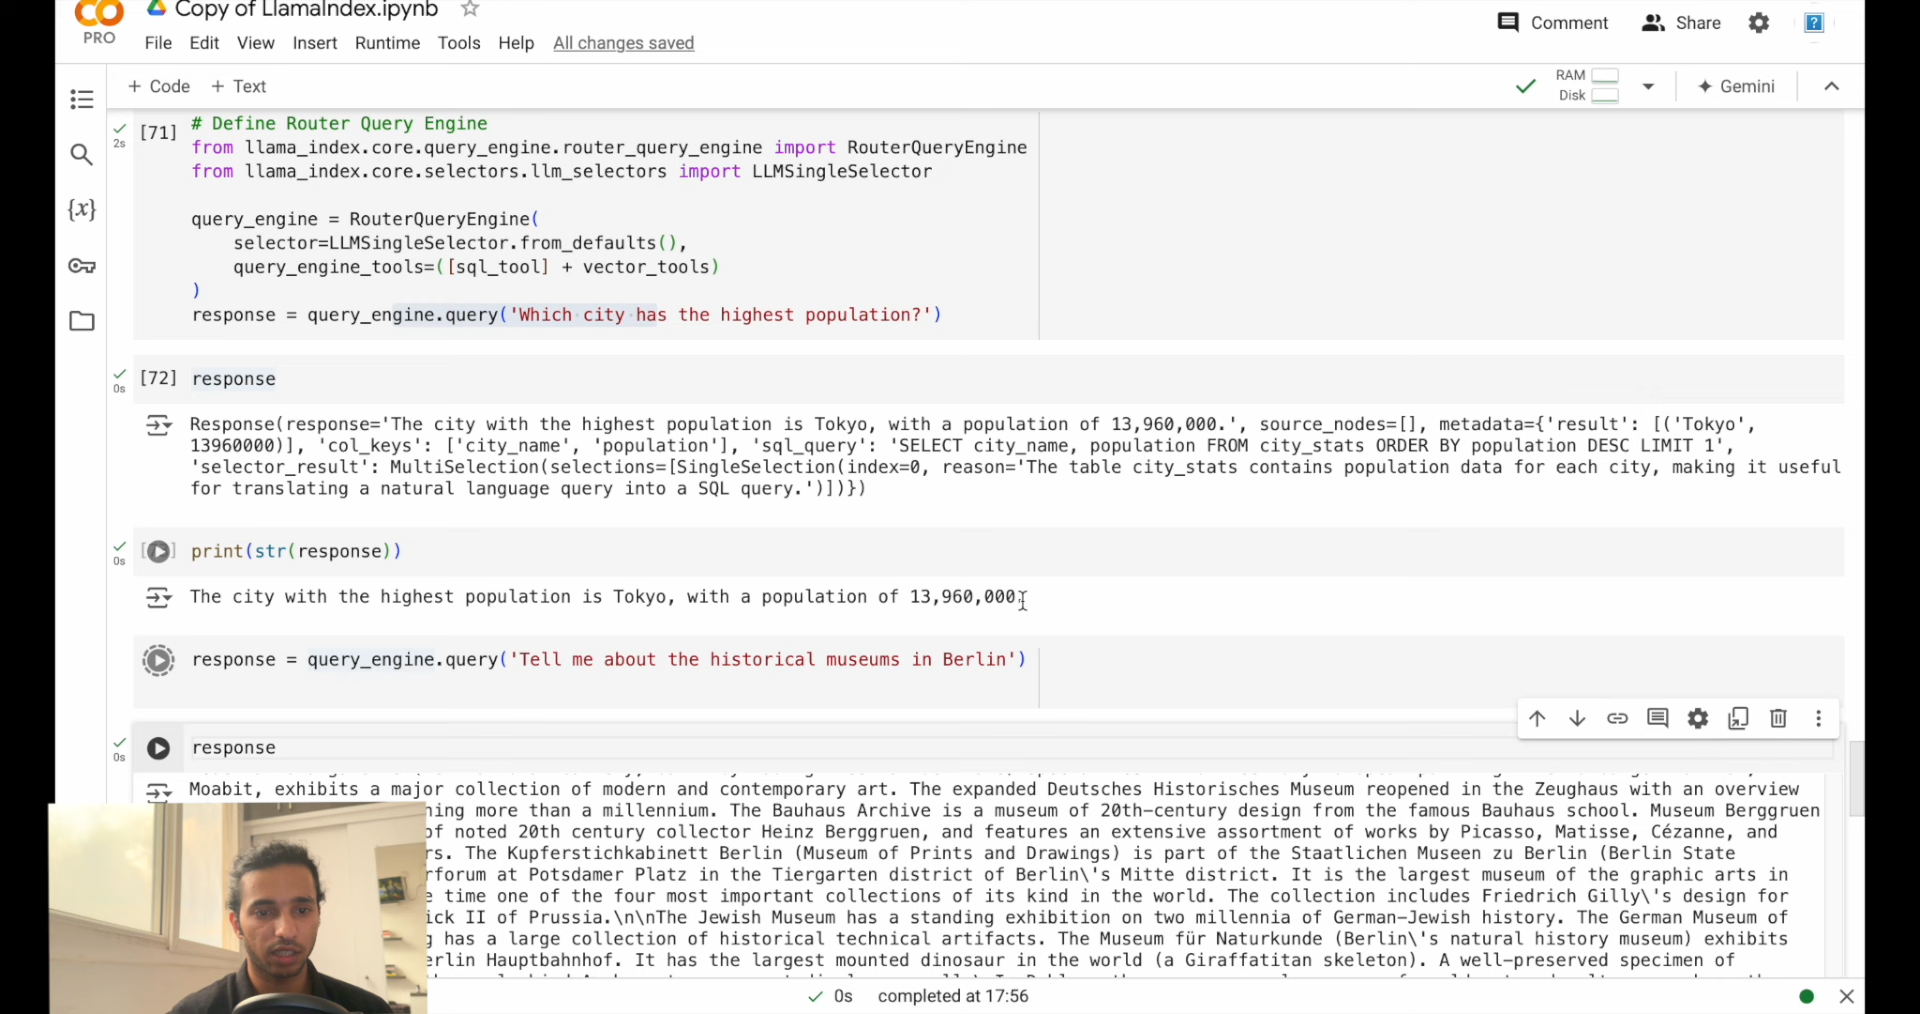 Copy of LlamaIndex.ipynb
PRO
File Edit View Insert Runtime Tools Help All changes saved
Comment Share
+ Code + Text
RAM
Disk
Gemini
[71]
2s
# Define Router Query Engine
from llama_index.core.query_engine.router_query_engine import RouterQueryEngine
from llama_index.core.selectors.llm_selectors import LLMSingleSelector
query_engine = RouterQueryEngine(
selector=LLMSingleSelector.from_defaults(),
query_engine_tools=([sql_tool] + vector_tools)
)
response = query_engine.query('Which city has the highest population?')
[72] response
0s
Response(response='The city with the highest population is Tokyo, with a population of 13,960,000.', source_nodes=[], metadata={'result': [('Tokyo',
13960000)], 'col_keys': ['city_name', 'population'], 'sql_query': 'SELECT city_name, population FROM city_stats ORDER BY population DESC LIMIT 1',
'selector_result': MultiSelection(selections=[SingleSelection(index=0, reason='The table city_stats contains population data for each city, making it useful
for translating a natural language query into a SQL query.')])})
[ ] print(str(response))
0s
The city with the highest population is Tokyo, with a population of 13,960,000.
response = query_engine.query('Tell me about the historical museums in Berlin')
response
0s
Moabit, exhibits a major collection of modern and contemporary art. The expanded Deutsches Historisches Museum reopened in the Zeughaus with an overview
ning more than a millennium. The Bauhaus Archive is a museum of 20th-century design from the famous Bauhaus school. Museum Berggruen
of noted 20th century collector Heinz Berggruen, and features an extensive assortment of works by Picasso, Matisse, Cézanne, and
rs. The Kupferstichkabinett Berlin (Museum of Prints and Drawings) is part of the Staatlichen Museen zu Berlin (Berlin State
rforum at Potsdamer Platz in the Tiergarten district of Berlin\'s Mitte district. It is the largest museum of the graphic arts in
e time one of the four most important collections of its kind in the world. The collection includes Friedrich Gilly\'s design for
ick II of Prussia.\n\nThe Jewish Museum has a standing exhibition on two millennia of German-Jewish history. The German Museum of
g has a large collection of historical technical artifacts. The Museum für Naturkunde (Berlin\'s natural history museum) exhibits
erlin Hauptbahnhof. It has the largest mounted dinosaur in the world (a Giraffatitan skeleton). A well-preserved specimen of
0s completed at 17:56